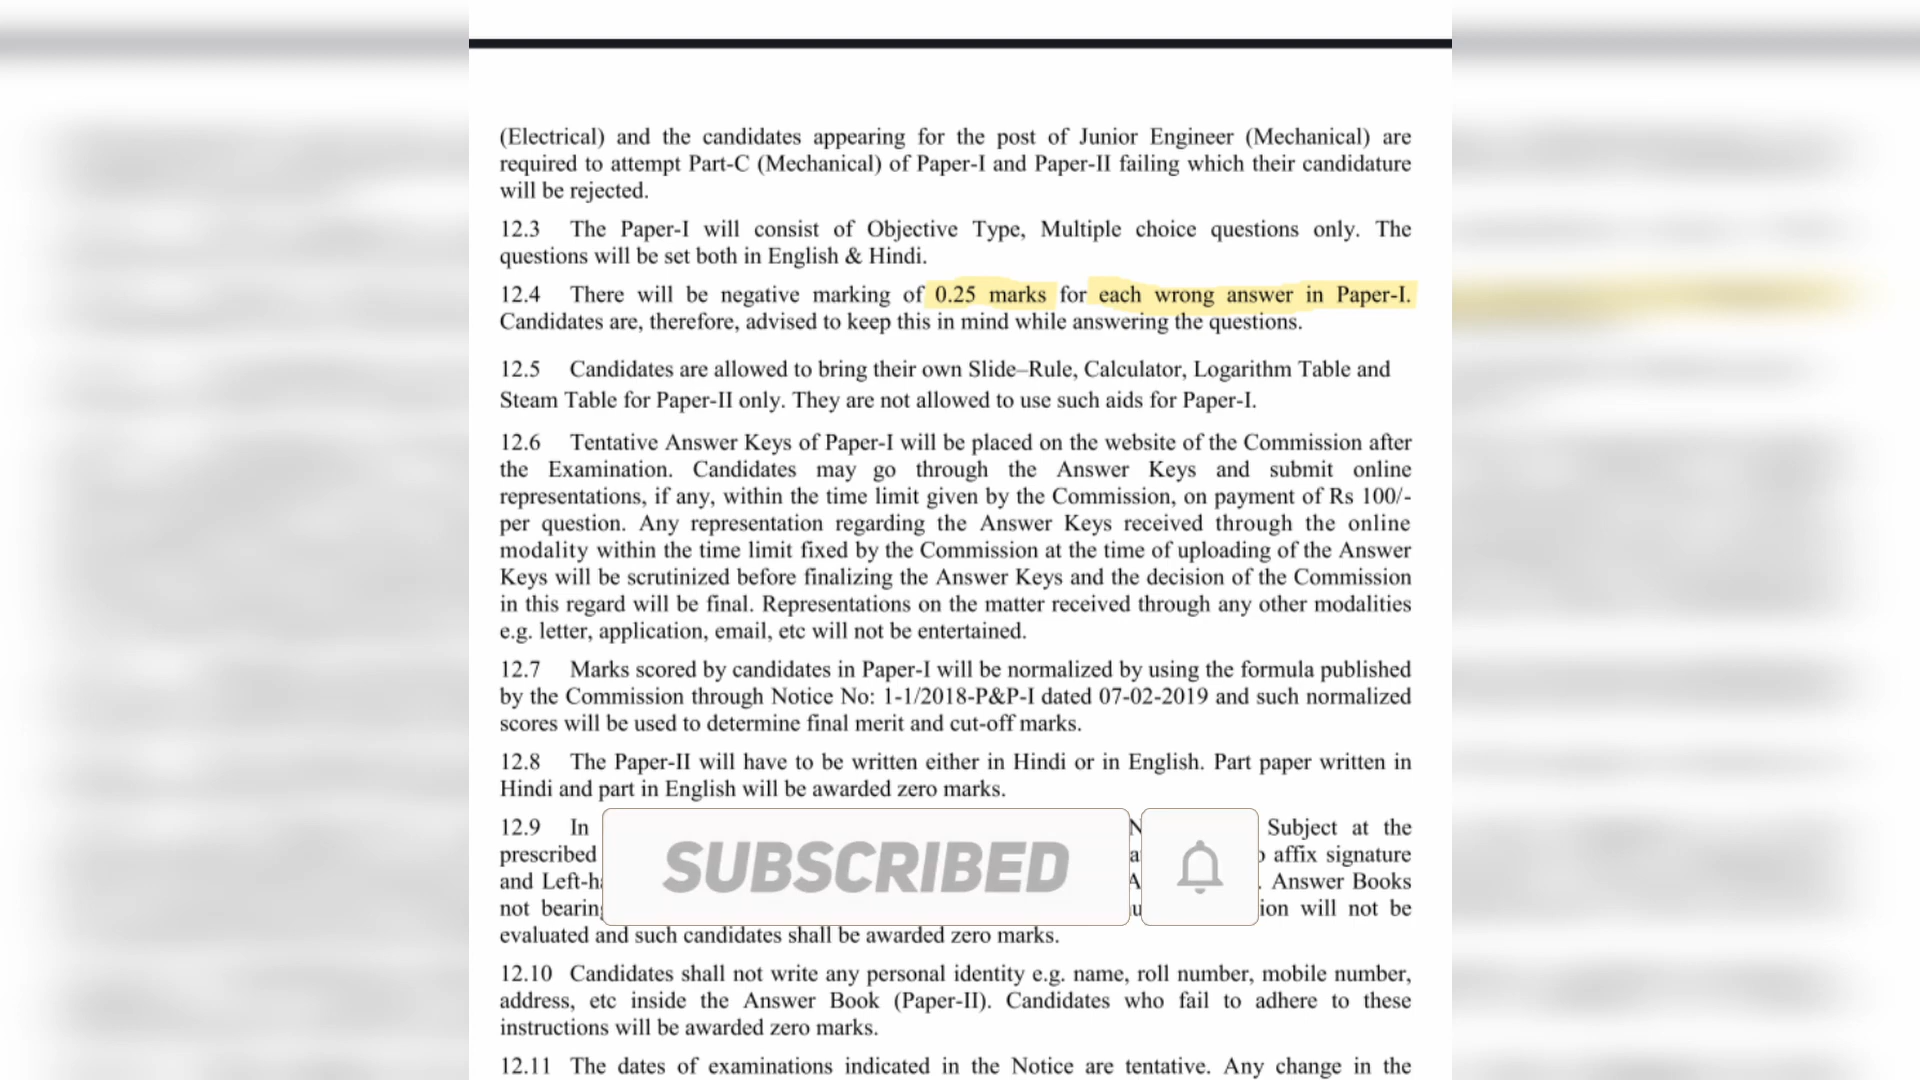 (Electrical) and the candidates appearing for the post of Junior Engineer (Mechanical) are
required to attempt Part-C (Mechanical) of Paper-I and Paper-II failing which their candidature
will be rejected.
12.3 The Paper-I will consist of Objective Type, Multiple choice questions only. The
questions will be set both in English & Hindi.
12.4 There will be negative marking of 0.25 marks for each wrong answer in Paper-I.
Candidates are, therefore, advised to keep this in mind while answering the questions.
12.5 Candidates are allowed to bring their own Slide–Rule, Calculator, Logarithm Table and
Steam Table for Paper-II only. They are not allowed to use such aids for Paper-I.
12.6 Tentative Answer Keys of Paper-I will be placed on the website of the Commission after
the Examination. Candidates may go through the Answer Keys and submit online
representations, if any, within the time limit given by the Commission, on payment of Rs 100/-
per question. Any representation regarding the Answer Keys received through the online
modality within the time limit fixed by the Commission at the time of uploading of the Answer
Keys will be scrutinized before finalizing the Answer Keys and the decision of the Commission
in this regard will be final. Representations on the matter received through any other modalities
e.g. letter, application, email, etc will not be entertained.
12.7 Marks scored by candidates in Paper-I will be normalized by using the formula published
by the Commission through Notice No: 1-1/2018-P&P-I dated 07-02-2019 and such normalized
scores will be used to determine final merit and cut-off marks.
12.8 The Paper-II will have to be written either in Hindi or in English. Part paper written in
Hindi and part in English will be awarded zero marks.
12.9 In Subject at the
prescribed affix signature
and Answer Books
not will not be
SUBSCRIBED
evaluated and such candidates shall be awarded zero marks.
12.10 Candidates shall not write any personal identity e.g. name, roll number, mobile number,
address, etc inside the Answer Book (Paper-II). Candidates who fail to adhere to these
instructions will be awarded zero marks.
12.11 The dates of examinations indicated in the Notice are tentative. Any change in the